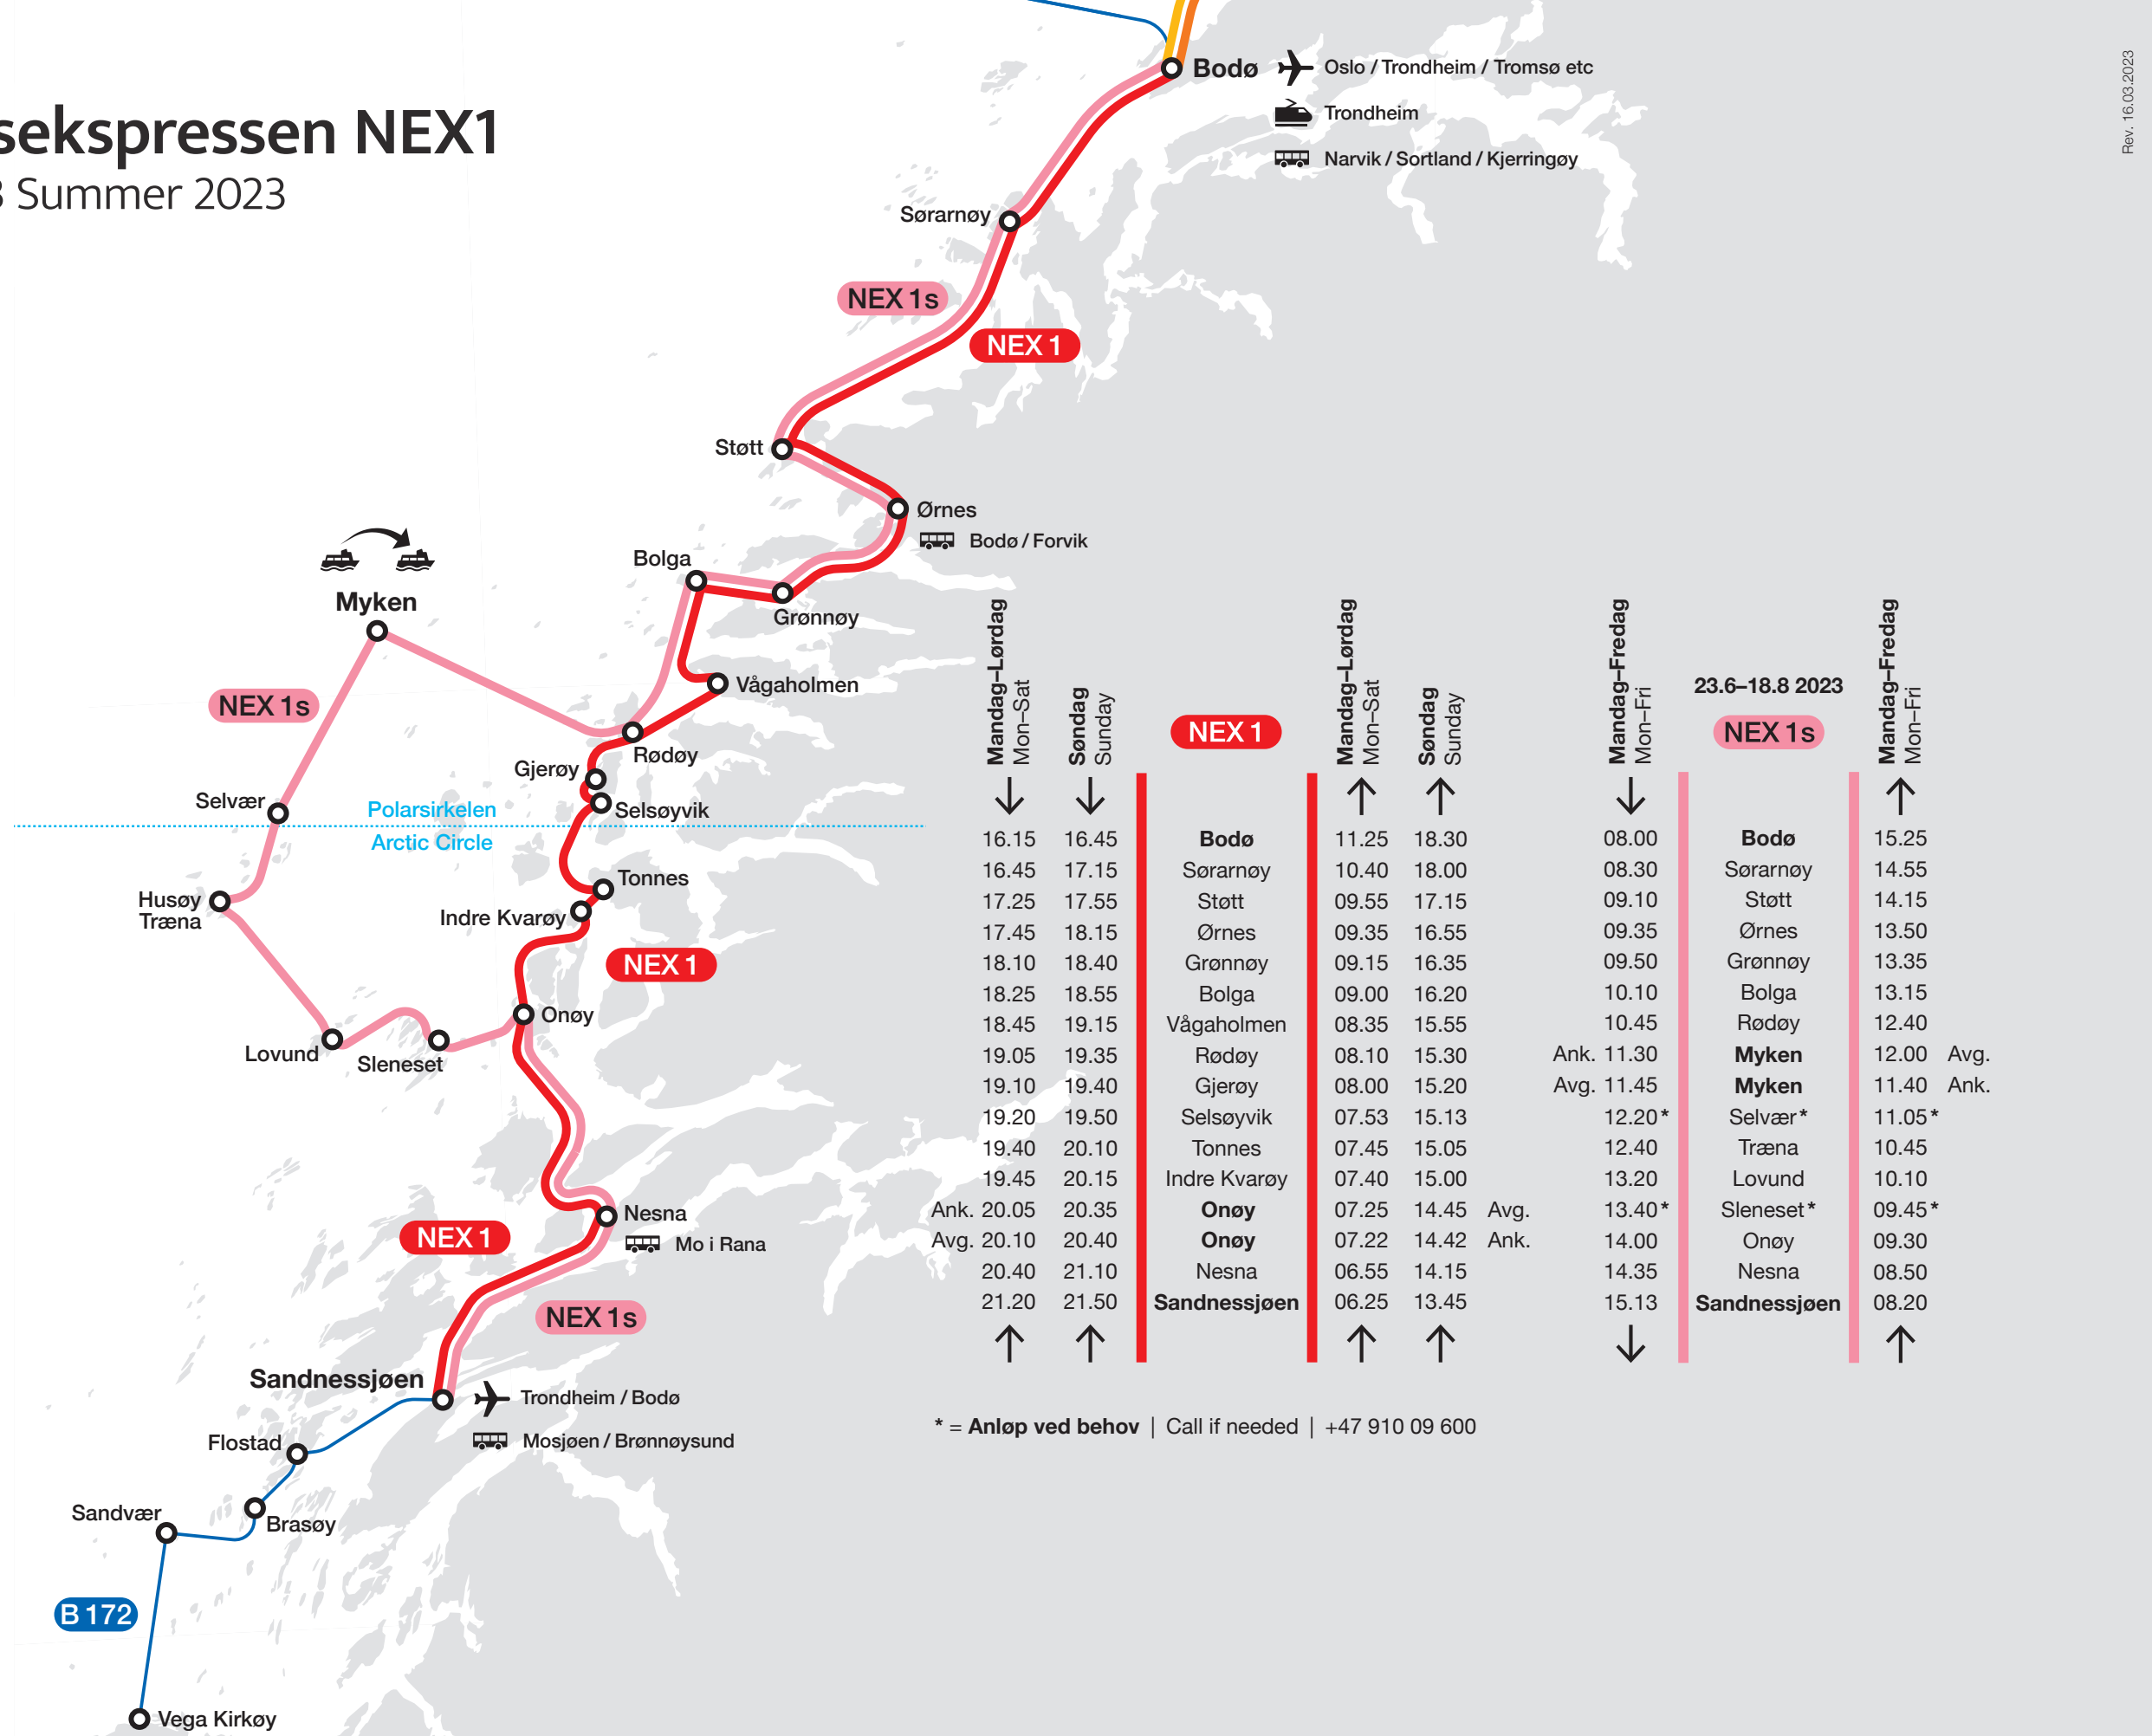 sekspressen NEX1
3 Summer 2023
Rev. 16.03.2023
Bodø
Oslo / Trondheim / Tromsø etc
Trondheim
Narvik / Sortland / Kjerringøy
Sørarnøy
NEX 1s
NEX 1
Støtt
Ørnes
Bodø / Forvik
Bolga
Grønnøy
Myken
Vågaholmen
NEX 1s
Rødøy
Gjerøy
Selsøyvik
Selvær
Polarsirkelen
Arctic Circle
Tonnes
Husøy
Træna
Indre Kvarøy
NEX 1
Onøy
Lovund
Sleneset
Nesna
Mo i Rana
NEX 1
NEX 1s
Sandnessjøen
Trondheim / Bodø
Mosjøen / Brønnøysund
Flostad
Sandvær
Brasøy
B 172
Vega Kirkøy
Mandag–Lørdag
Mon–Sat
Søndag
Sunday
NEX 1
Mandag–Lørdag
Mon–Sat
Søndag
Sunday
16.15 16.45 Bodø 11.25 18.30
16.45 17.15 Sørarnøy 10.40 18.00
17.25 17.55 Støtt 09.55 17.15
17.45 18.15 Ørnes 09.35 16.55
18.10 18.40 Grønnøy 09.15 16.35
18.25 18.55 Bolga 09.00 16.20
18.45 19.15 Vågaholmen 08.35 15.55
19.05 19.35 Rødøy 08.10 15.30
19.10 19.40 Gjerøy 08.00 15.20
19.20 19.50 Selsøyvik 07.53 15.13
19.40 20.10 Tonnes 07.45 15.05
19.45 20.15 Indre Kvarøy 07.40 15.00
Ank. 20.05 20.35 Onøy 07.25 14.45 Avg.
Avg. 20.10 20.40 Onøy 07.22 14.42 Ank.
20.40 21.10 Nesna 06.55 14.15
21.20 21.50 Sandnessjøen 06.25 13.45
Mandag–Fredag
Mon–Fri
23.6–18.8 2023
NEX 1s
Mandag–Fredag
Mon–Fri
08.00 Bodø 15.25
08.30 Sørarnøy 14.55
09.10 Støtt 14.15
09.35 Ørnes 13.50
09.50 Grønnøy 13.35
10.10 Bolga 13.15
10.45 Rødøy 12.40
Ank. 11.30 Myken 12.00 Avg.
Avg. 11.45 Myken 11.40 Ank.
12.20* Selvær* 11.05*
12.40 Træna 10.45
13.20 Lovund 10.10
13.40* Sleneset* 09.45*
14.00 Onøy 09.30
14.35 Nesna 08.50
15.13 Sandnessjøen 08.20
* = Anløp ved behov | Call if needed | +47 910 09 600